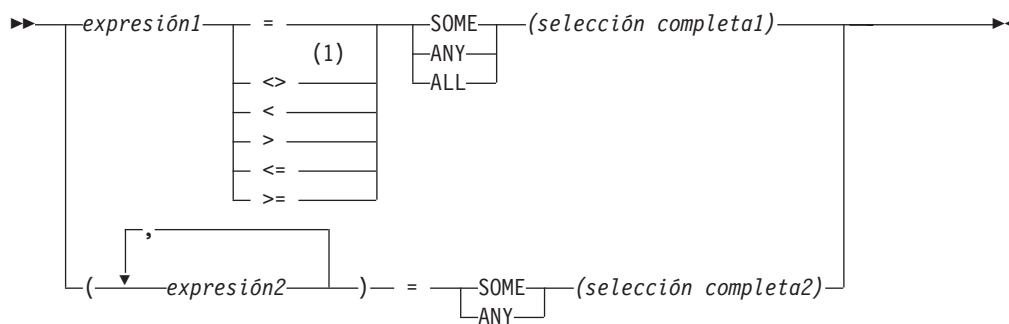 expresión1 = SOME (selección completa1)
(1) ANY
<> ALL
<
>
<=
>=
,
( expresión2 ) = SOME (selección completa2)
ANY